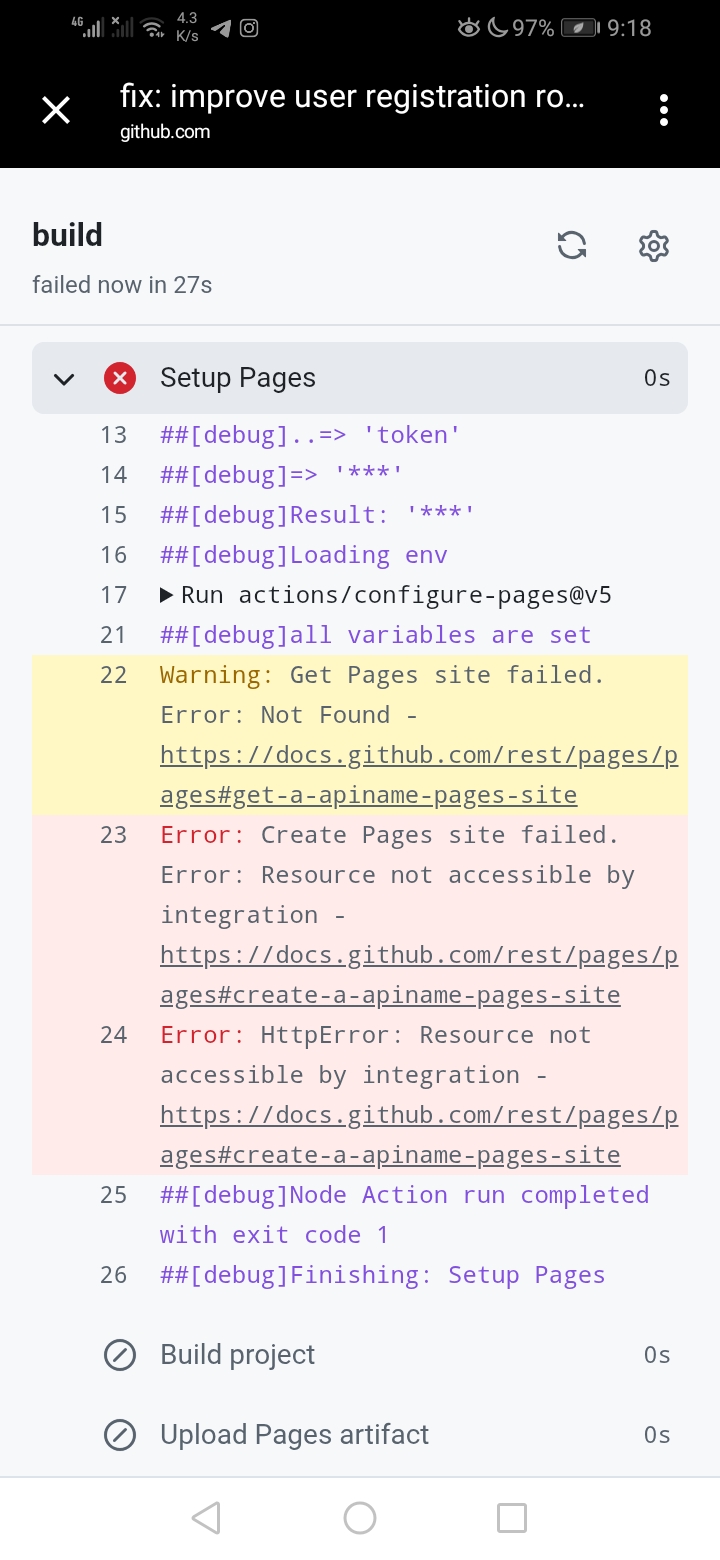 4G 4.3 K/s 97% 9:18
fix: improve user registration ro...
github.com
build
failed now in 27s
Setup Pages 0s
13 ##[debug]..=> 'token'
14 ##[debug]=> '***'
15 ##[debug]Result: '***'
16 ##[debug]Loading env
17 ▶Run actions/configure-pages@v5
21 ##[debug]all variables are set
22 Warning: Get Pages site failed.
Error: Not Found -
https://docs.github.com/rest/pages/p
ages#get-a-apiname-pages-site
23 Error: Create Pages site failed.
Error: Resource not accessible by
integration -
https://docs.github.com/rest/pages/p
ages#create-a-apiname-pages-site
24 Error: HttpError: Resource not
accessible by integration -
https://docs.github.com/rest/pages/p
ages#create-a-apiname-pages-site
25 ##[debug]Node Action run completed
with exit code 1
26 ##[debug]Finishing: Setup Pages
Build project 0s
Upload Pages artifact 0s